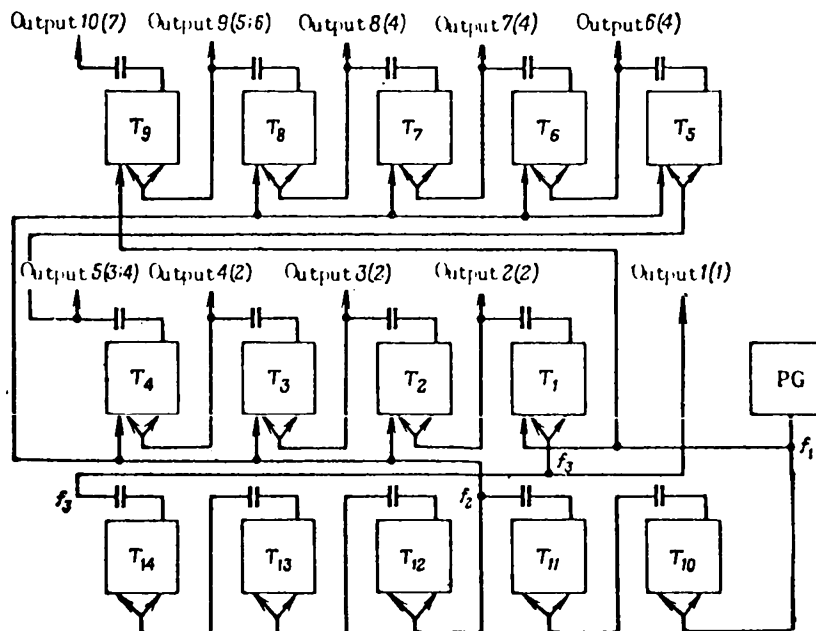 Output 10(7) Output 9(5;6) Output 8(4) Output 7(4) Output 6(4)
T9 T8 T7 T6 T5
Output 5(3;4) Output 4(2) Output 3(2) Output 2(2) Output 1(1)
T4 T3 T2 T1 PG
f3 f1
f3 f2
T14 T13 T12 T11 T10